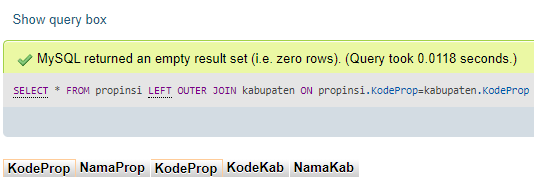 Show query box
MySQL returned an empty result set (i.e. zero rows). (Query took 0.0118 seconds.)
SELECT * FROM propinsi LEFT OUTER JOIN kabupaten ON propinsi.KodeProp=kabupaten.KodeProp
KodeProp NamaProp KodeProp KodeKab NamaKab